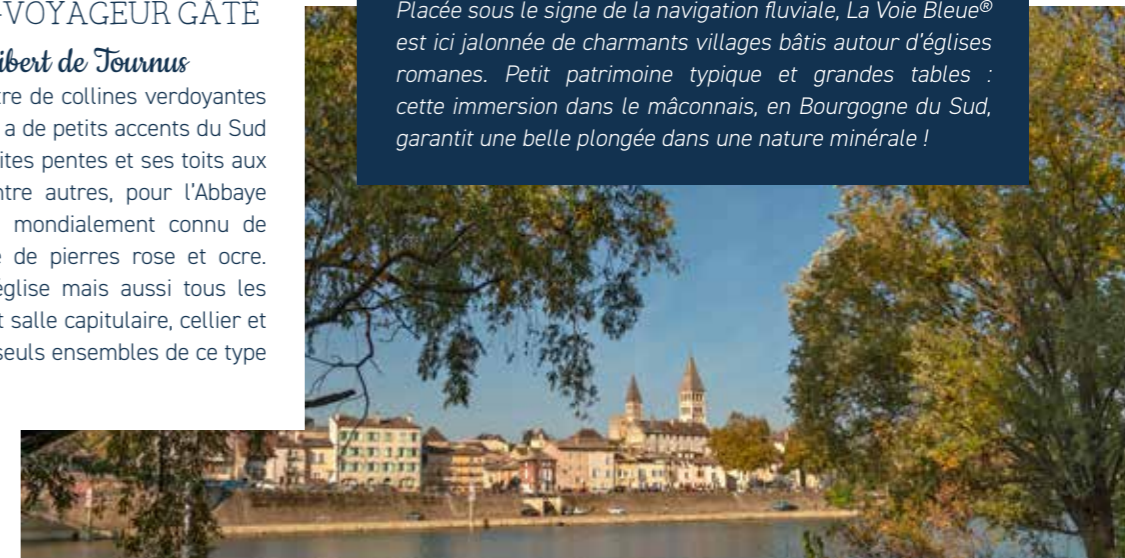 -VOYAGEUR GÂTÉ
ibert de Tournus
tre de collines verdoyantes
a de petits accents du Sud
ites pentes et ses toits aux
ntre autres, pour l'Abbaye
mondialement connu de
de pierres rose et ocre.
église mais aussi tous les
t salle capitulaire, cellier et
seuls ensembles de ce type
Placée sous le signe de la navigation fluviale, La Voie Bleue®
est ici jalonnée de charmants villages bâtis autour d'églises
romanes. Petit patrimoine typique et grandes tables :
cette immersion dans le mâconnais, en Bourgogne du Sud,
garantit une belle plongée dans une nature minérale !